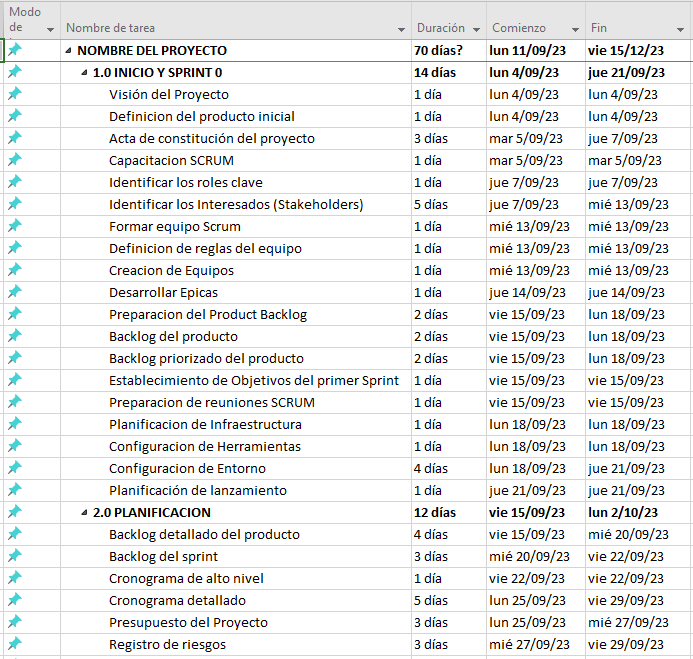 Modo de Nombre de tarea Duración Comienzo Fin
NOMBRE DEL PROYECTO 70 días? lun 11/09/23 vie 15/12/23
1.0 INICIO Y SPRINT 0 14 días lun 4/09/23 jue 21/09/23
Visión del Proyecto 1 día lun 4/09/23 lun 4/09/23
Definicion del producto inicial 1 día lun 4/09/23 lun 4/09/23
Acta de constitución del proyecto 3 días mar 5/09/23 jue 7/09/23
Capacitacion SCRUM 1 día mar 5/09/23 mar 5/09/23
Identificar los roles clave 1 día jue 7/09/23 jue 7/09/23
Identificar los Interesados (Stakeholders) 5 días jue 7/09/23 mié 13/09/23
Formar equipo Scrum 1 día mié 13/09/23 mié 13/09/23
Definicion de reglas del equipo 1 día mié 13/09/23 mié 13/09/23
Creacion de Equipos 1 día mié 13/09/23 mié 13/09/23
Desarrollar Epicas 1 día jue 14/09/23 jue 14/09/23
Preparacion del Product Backlog 2 días vie 15/09/23 lun 18/09/23
Backlog del producto 2 días vie 15/09/23 lun 18/09/23
Backlog priorizado del producto 2 días vie 15/09/23 lun 18/09/23
Establecimiento de Objetivos del primer Sprint 1 día vie 15/09/23 vie 15/09/23
Preparacion de reuniones SCRUM 1 día vie 15/09/23 vie 15/09/23
Planificacion de Infraestructura 1 día lun 18/09/23 lun 18/09/23
Configuracion de Herramientas 1 día lun 18/09/23 lun 18/09/23
Configuracion de Entorno 4 días lun 18/09/23 jue 21/09/23
Planificación de lanzamiento 1 día jue 21/09/23 jue 21/09/23
2.0 PLANIFICACION 12 días vie 15/09/23 lun 2/10/23
Backlog detallado del producto 4 días vie 15/09/23 mié 20/09/23
Backlog del sprint 3 días mié 20/09/23 vie 22/09/23
Cronograma de alto nivel 1 día vie 22/09/23 vie 22/09/23
Cronograma detallado 5 días lun 25/09/23 vie 29/09/23
Presupuesto del Proyecto 3 días lun 25/09/23 mié 27/09/23
Registro de riesgos 3 días mié 27/09/23 vie 29/09/23